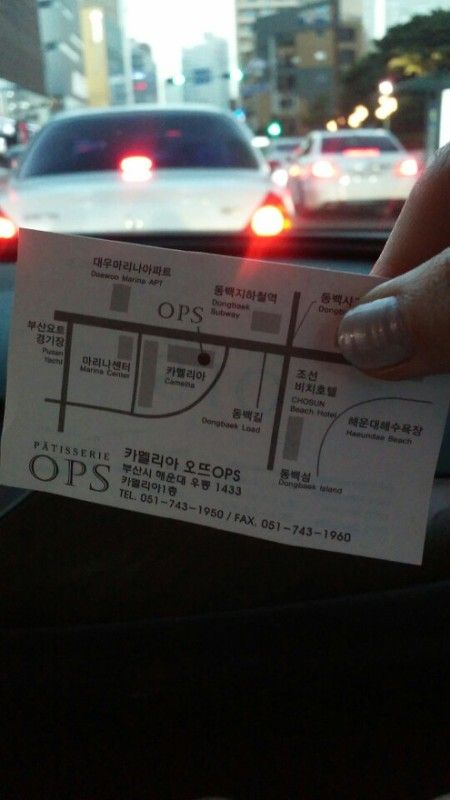 대우마리나아파트
Daewoo Marina APT
동백지하철역
Dongbaek
Subway
동백사
OPS
부산요트
경기장
Pusan
Yacht
마리나센터
Marina Center
카멜리아
Camellia
동백길
Dongbaek Load
조선
비치호텔
CHOSUN
Beach Hotel
해운대해수욕장
Haeundae Beach
동백섬
Dongbaek Island
PÂTISSERIE
OPS
카멜리아 오뜨OPS
부산시 해운대 우동 1433
카멜리아1층
TEL. 051-743-1950 / FAX. 051-743-1960